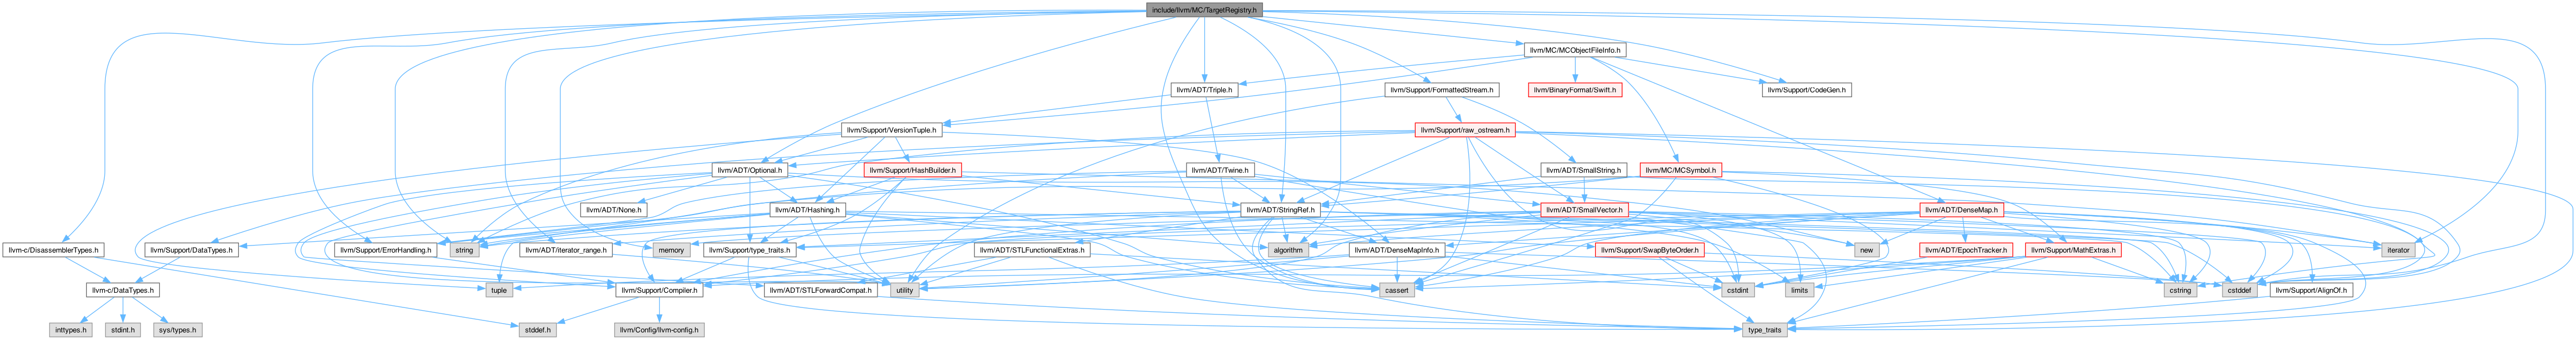 include/llvm/MC/TargetRegistry.h
llvm/MC/MCObjectFileInfo.h
llvm/ADT/Triple.h
llvm/Support/FormattedStream.h
llvm/BinaryFormat/Swift.h
llvm/Support/CodeGen.h
llvm/Support/VersionTuple.h
llvm/Support/raw_ostream.h
llvm/ADT/Optional.h
llvm/Support/HashBuilder.h
llvm/ADT/Twine.h
llvm/ADT/SmallString.h
llvm/MC/MCSymbol.h
llvm/ADT/None.h
llvm/ADT/Hashing.h
llvm/ADT/StringRef.h
llvm/ADT/SmallVector.h
llvm/ADT/DenseMap.h
llvm-c/DisassemblerTypes.h
llvm/Support/DataTypes.h
llvm/Support/ErrorHandling.h
string
llvm/ADT/iterator_range.h
memory
llvm/Support/type_traits.h
llvm/ADT/STLFunctionalExtras.h
algorithm
llvm/ADT/DenseMapInfo.h
llvm/Support/SwapByteOrder.h
new
llvm/ADT/EpochTracker.h
llvm/Support/MathExtras.h
iterator
llvm-c/DataTypes.h
tuple
llvm/Support/Compiler.h
llvm/ADT/STLForwardCompat.h
utility
cassert
cstdint
limits
cstring
cstddef
llvm/Support/AlignOf.h
inttypes.h
stdint.h
sys/types.h
stddef.h
llvm/Config/llvm-config.h
type_traits